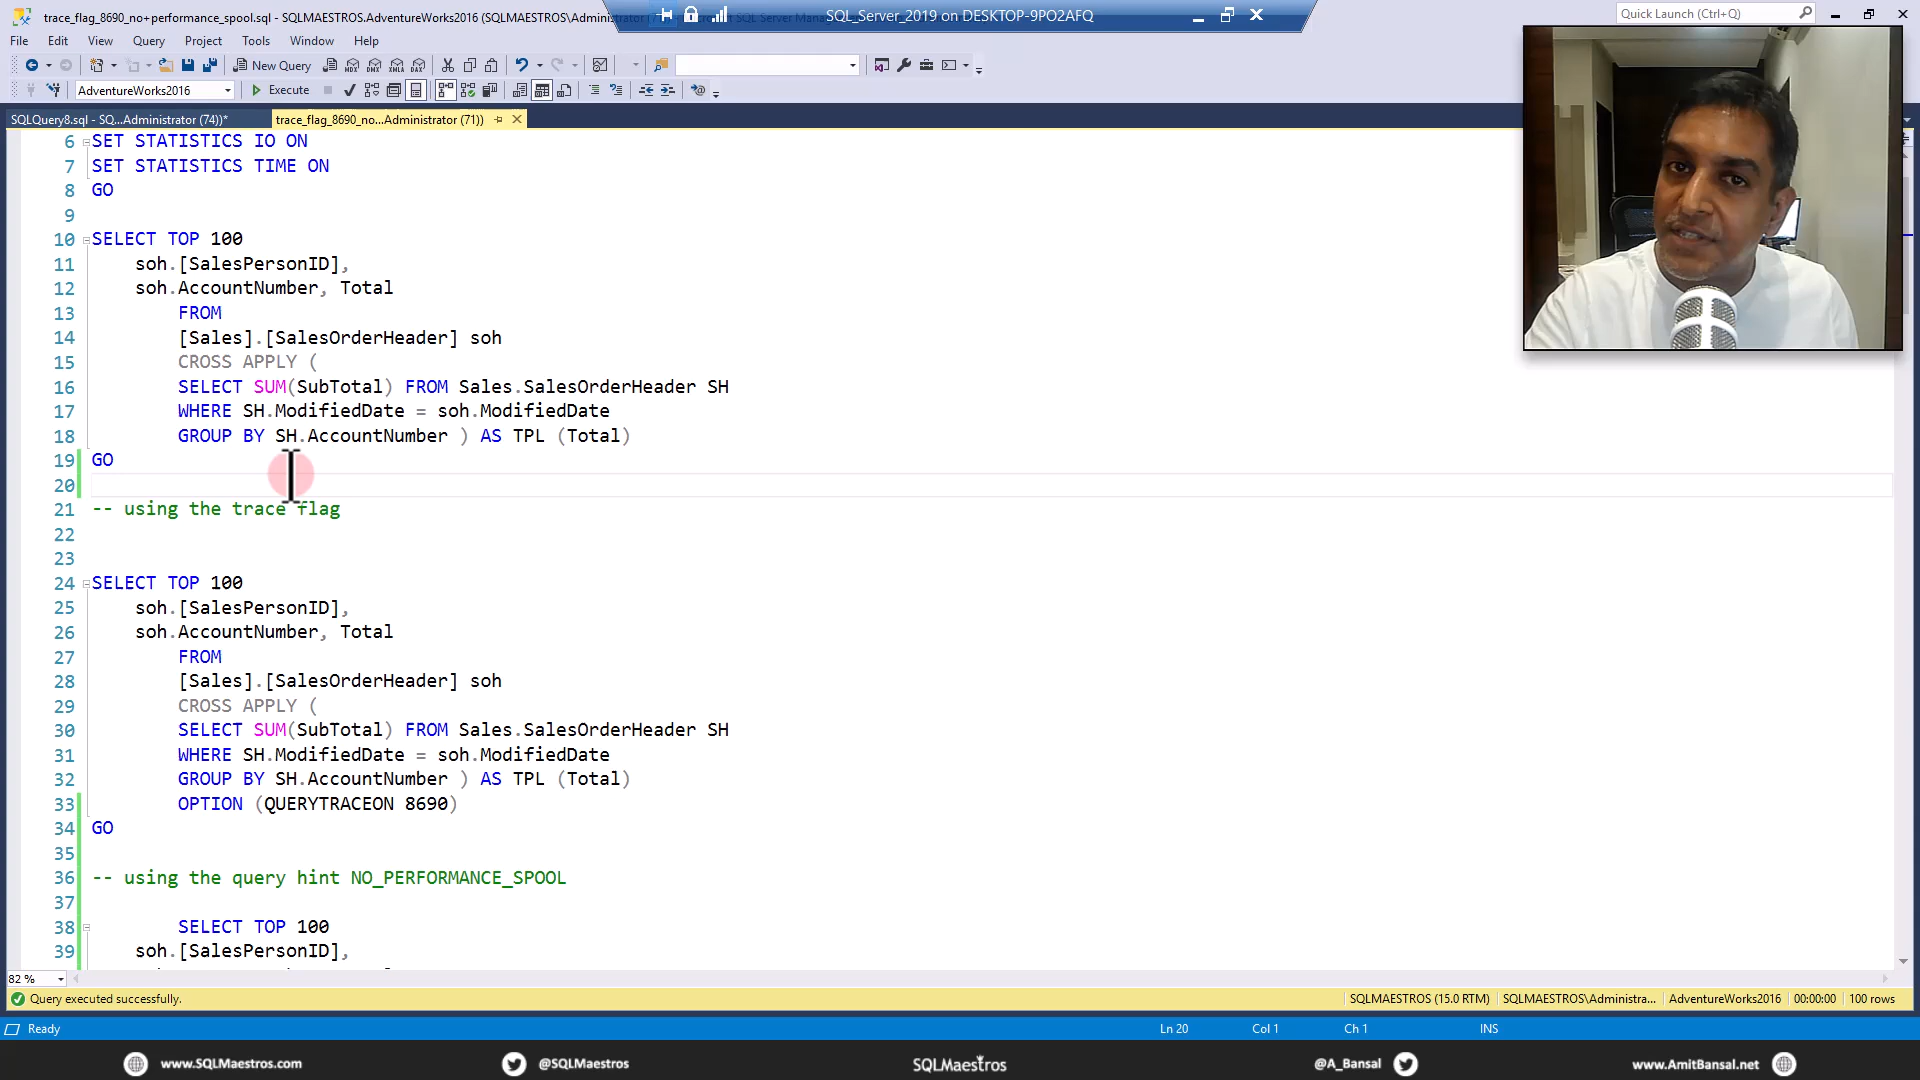 trace_flag_8690_no+performance_spool.sql - SQLMAESTROS.AdventureWorks2016 (SQLMAESTROS\Administrator
SQL_Server_2019 on DESKTOP-9PO2AFQ
Quick Launch (Ctrl+Q)
File Edit View Query Project Tools Window Help
New Query
AdventureWorks2016
Execute
SQLQuery8.sql - SQ...Administrator (74))*
trace_flag_8690_no...Administrator (71))
6 SET STATISTICS IO ON
7 SET STATISTICS TIME ON
8 GO
9
10 SELECT TOP 100
11 soh.[SalesPersonID],
12 soh.AccountNumber, Total
13 FROM
14 [Sales].[SalesOrderHeader] soh
15 CROSS APPLY (
16 SELECT SUM(SubTotal) FROM Sales.SalesOrderHeader SH
17 WHERE SH.ModifiedDate = soh.ModifiedDate
18 GROUP BY SH.AccountNumber ) AS TPL (Total)
19 GO
20
21 -- using the trace flag
22
23
24 SELECT TOP 100
25 soh.[SalesPersonID],
26 soh.AccountNumber, Total
27 FROM
28 [Sales].[SalesOrderHeader] soh
29 CROSS APPLY (
30 SELECT SUM(SubTotal) FROM Sales.SalesOrderHeader SH
31 WHERE SH.ModifiedDate = soh.ModifiedDate
32 GROUP BY SH.AccountNumber ) AS TPL (Total)
33 OPTION (QUERYTRACEON 8690)
34 GO
35
36 -- using the query hint NO_PERFORMANCE_SPOOL
37
38 SELECT TOP 100
39 soh.[SalesPersonID],
82 %
Query executed successfully.
SQLMAESTROS (15.0 RTM) SQLMAESTROS\Administra... AdventureWorks2016 00:00:00 100 rows
Ready
Ln 20 Col 1 Ch 1 INS
www.SQLMaestros.com @SQLMaestros SQLMaestros @A_Bansal www.AmitBansal.net